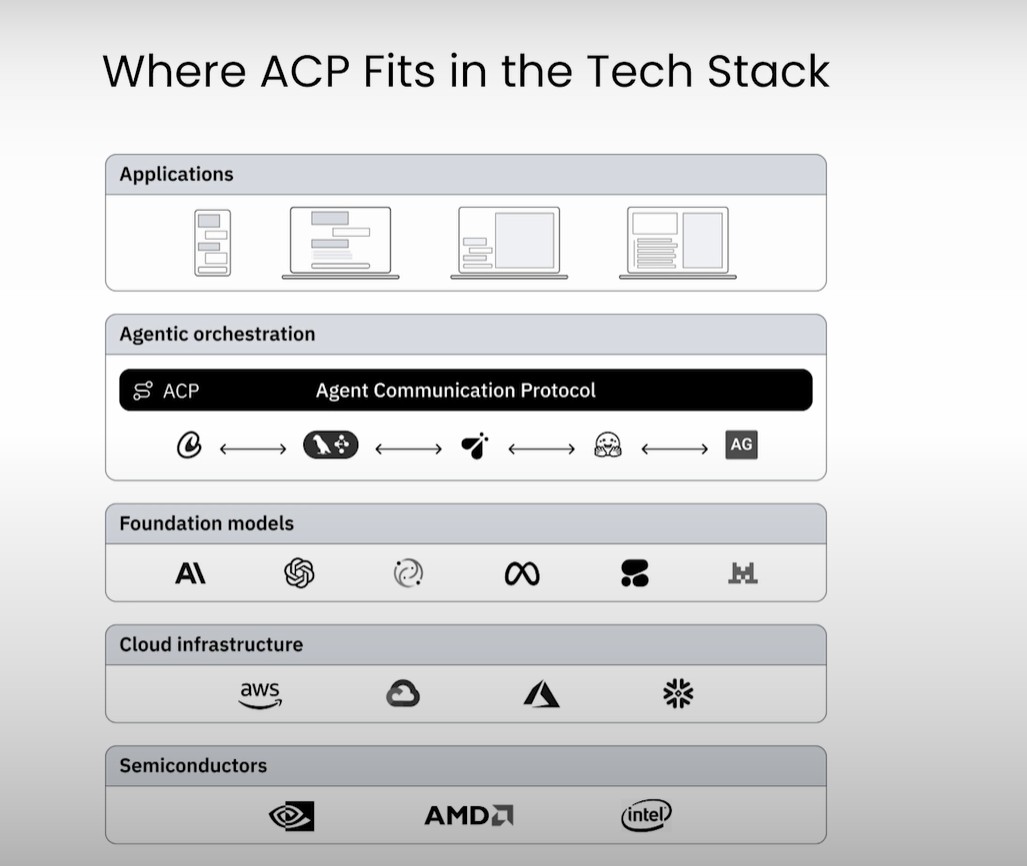 Where ACP Fits in the Tech Stack
Applications
Agentic orchestration
ACP Agent Communication Protocol
AG
Foundation models
Cloud infrastructure
aws
Semiconductors
AMD
intel